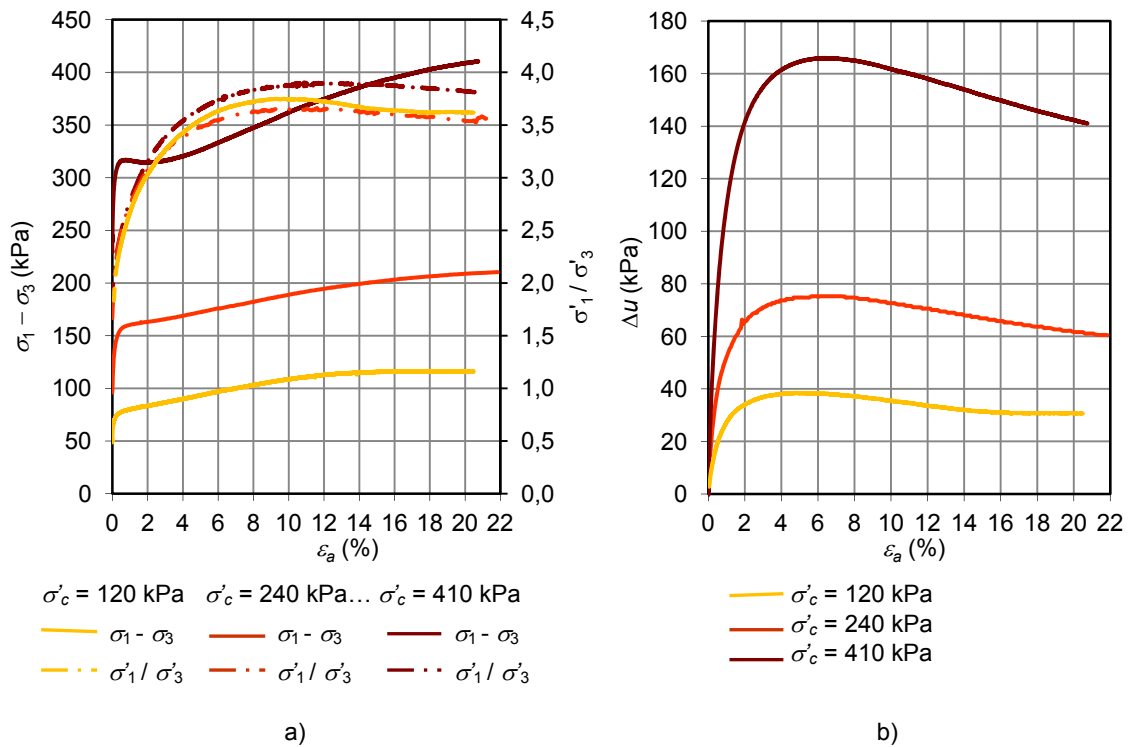 450
400
350
300
250
200
150
100
50
0
σ1 − σ3 (kPa)
4,5
4,0
3,5
3,0
2,5
2,0
1,5
1,0
0,5
0,0
σ'1 / σ'3
0 2 4 6 8 10 12 14 16 18 20 22
εa (%)
σ'c = 120 kPa σ'c = 240 kPa… σ'c = 410 kPa
σ1 - σ3 σ1 - σ3 σ1 - σ3
σ'1 / σ'3 σ'1 / σ'3 σ'1 / σ'3
a)
180
160
140
120
100
80
60
40
20
0
Δu (kPa)
0 2 4 6 8 10 12 14 16 18 20 22
εa (%)
σ'c = 120 kPa
σ'c = 240 kPa
σ'c = 410 kPa
b)